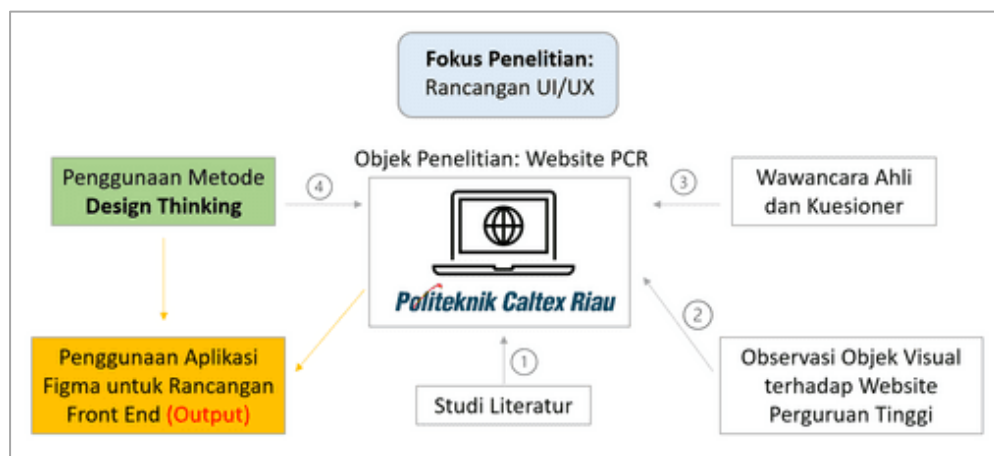 Fokus Penelitian:
Rancangan UI/UX
Objek Penelitian: Website PCR
Penggunaan Metode
Design Thinking
4
3
Wawancara Ahli
dan Kuesioner
Politeknik Caltex Riau
2
Penggunaan Aplikasi
Figma untuk Rancangan
Front End (Output)
1
Studi Literatur
Observasi Objek Visual
terhadap Website
Perguruan Tinggi